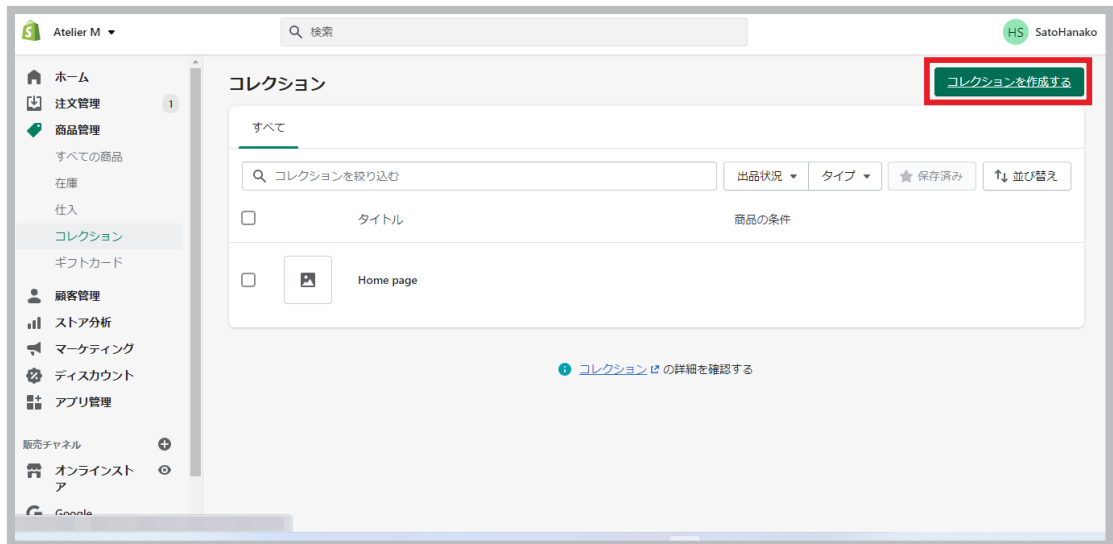 Atelier M
検索
HS SatoHanako
ホーム
注文管理 1
商品管理
すべての商品
在庫
仕入
コレクション
ギフトカード
顧客管理
ストア分析
マーケティング
ディスカウント
アプリ管理
販売チャネル
オンラインスト
ア
Google
コレクション
コレクションを作成する
すべて
コレクションを絞り込む
出品状況 タイプ 保存済み 並び替え
タイトル 商品の条件
Home page
コレクション の詳細を確認する